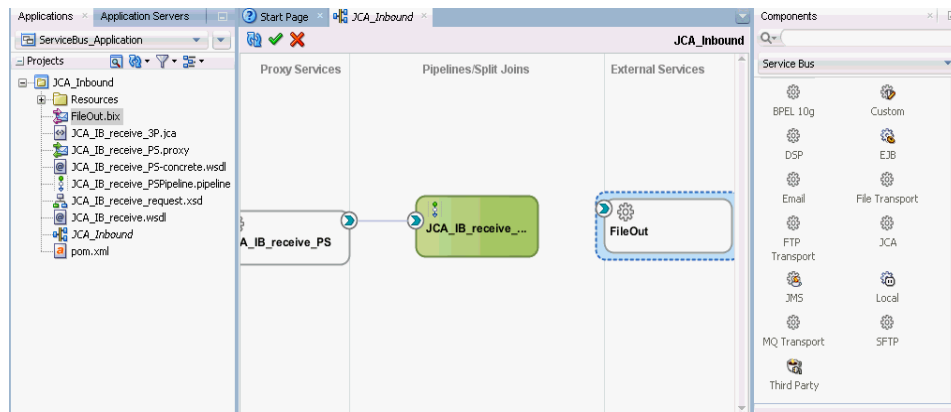 Applications
Application Servers
Start Page
JCA_Inbound
Components
ServiceBus_Application
JCA_Inbound
Projects
Proxy Services
Pipelines/Split Joins
External Services
Service Bus
JCA_Inbound
Resources
FileOut.bix
JCA_IB_receive_3P.jca
JCA_IB_receive_PS.proxy
JCA_IB_receive_PS-concrete.wsdl
JCA_IB_receive_PSPipeline.pipeline
JCA_IB_receive_request.xsd
JCA_IB_receive.wsdl
JCA_Inbound
pom.xml
A_IB_receive_PS
JCA_IB_receive_...
FileOut
BPEL 10g
Custom
DSP
EJB
Email
File Transport
FTP
Transport
JCA
JMS
Local
MQ Transport
SFTP
Third Party